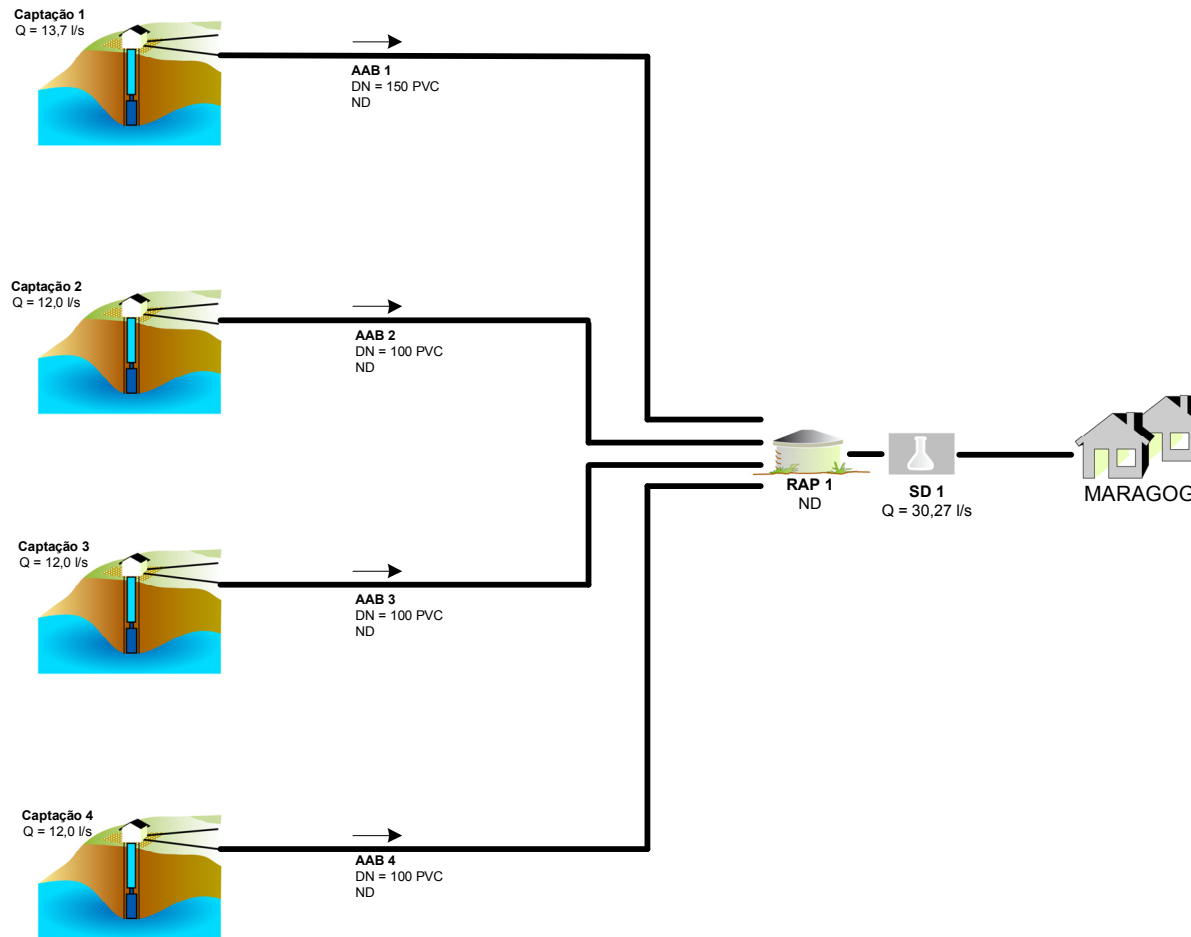 Captação 1
Q = 13,7 l/s
AAB 1
DN = 150 PVC
ND
Captação 2
Q = 12,0 l/s
AAB 2
DN = 100 PVC
ND
RAP 1
ND
SD 1
Q = 30,27 l/s
MARAGOG
Captação 3
Q = 12,0 l/s
AAB 3
DN = 100 PVC
ND
Captação 4
Q = 12,0 l/s
AAB 4
DN = 100 PVC
ND